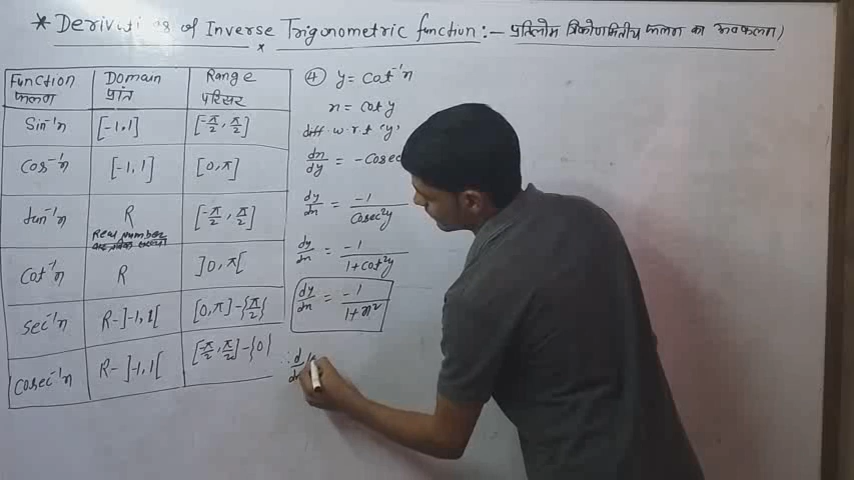 * Derivati s of Inverse Trigonometric function :- प्रतिलोम त्रिकोणमितीय फलन का अवकलन)
Function Domain Range
फलन प्रांत परिसर
Sin⁻¹x [-1,1] [-π/2, π/2]
Cos⁻¹x [-1,1] [0,π]
tan⁻¹x R [-π/2, π/2]
Real Number
Cot⁻¹x R ]0,π[
Sec⁻¹x R-]-1,1[ [0,π]-{π/2}
Cosec⁻¹x R-]-1,1[ [-π/2, π/2]-{0}
④ y = Cot⁻¹x
x = cot y
diff. w.r.t 'y'
dx/dy = -Cosec
dy/dx = -1/Cosec²y
dy/dx = -1/1+cot²y
dy/dx = -1/1+x²
∴ d/dx